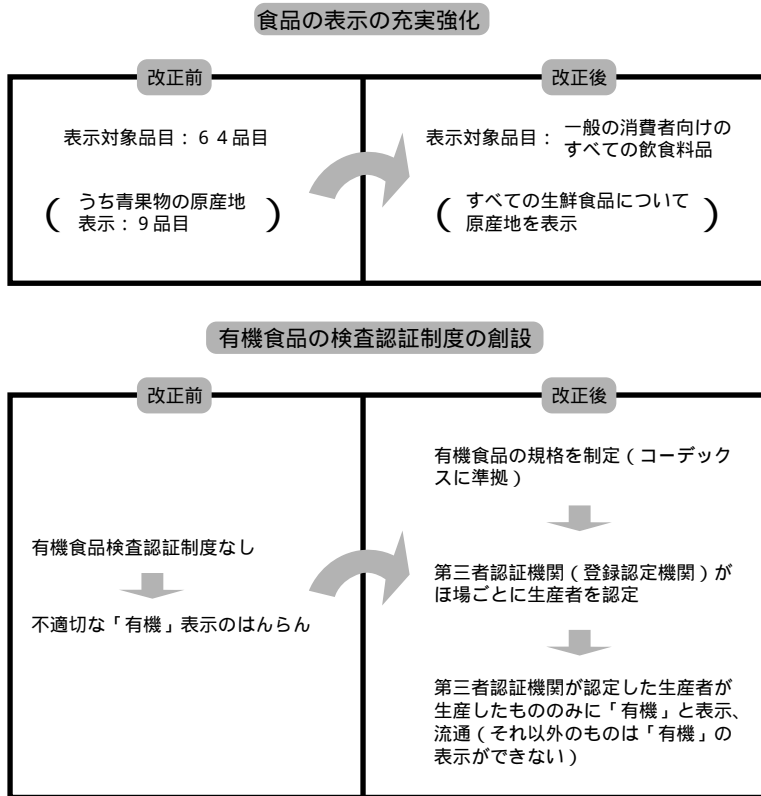 食品の表示の充実強化
改正前
表示対象品目：６４品目
（うち青果物の原産地
表示：９品目）
改正後
表示対象品目：一般の消費者向けの
すべての飲食料品
（すべての生鮮食品について
原産地を表示）
有機食品の検査認証制度の創設
改正前
有機食品検査認証制度なし
不適切な「有機」表示のはんらん
改正後
有機食品の規格を制定（コーデック
スに準拠）
第三者認証機関（登録認定機関）が
ほ場ごとに生産者を認定
第三者認証機関が認定した生産者が
生産したもののみに「有機」と表示、
流通（それ以外のものは「有機」の
表示ができない）